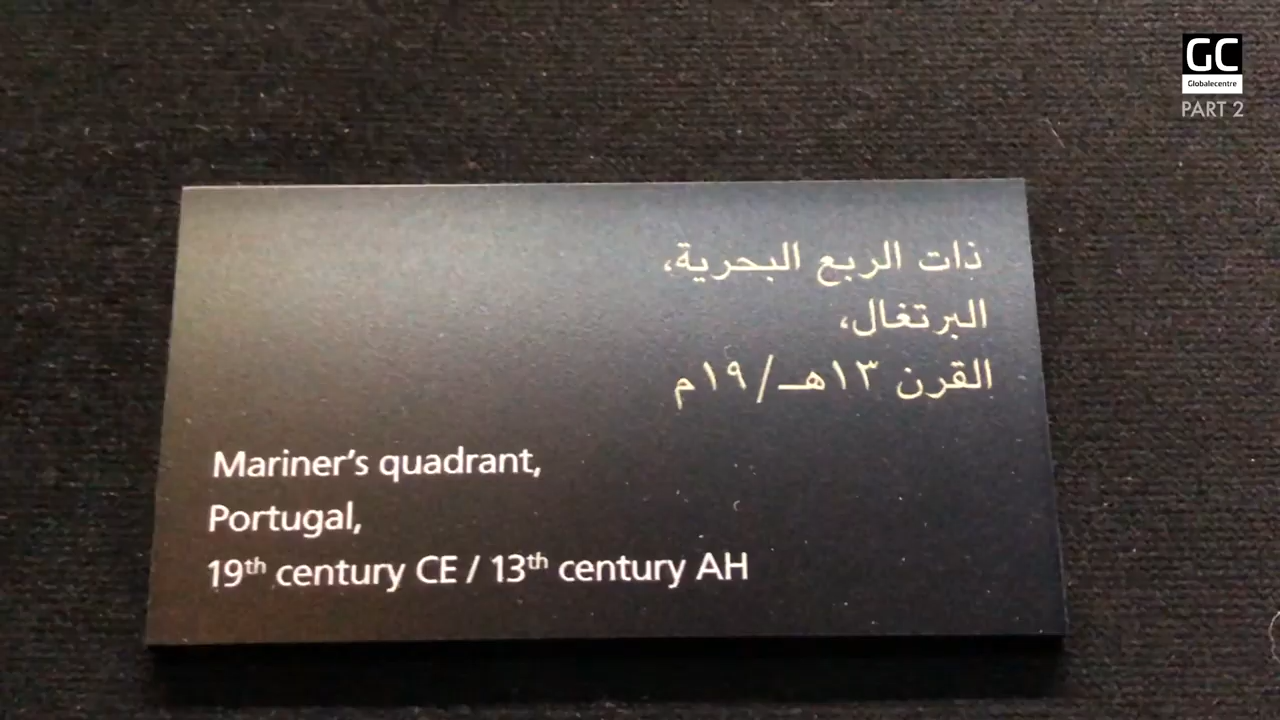 GC
Globalecentre
PART 2
ذات الربع البحرية،
البرتغال،
القرن ١٣هـ/١٩م
Mariner's quadrant,
Portugal,
19th century CE / 13th century AH